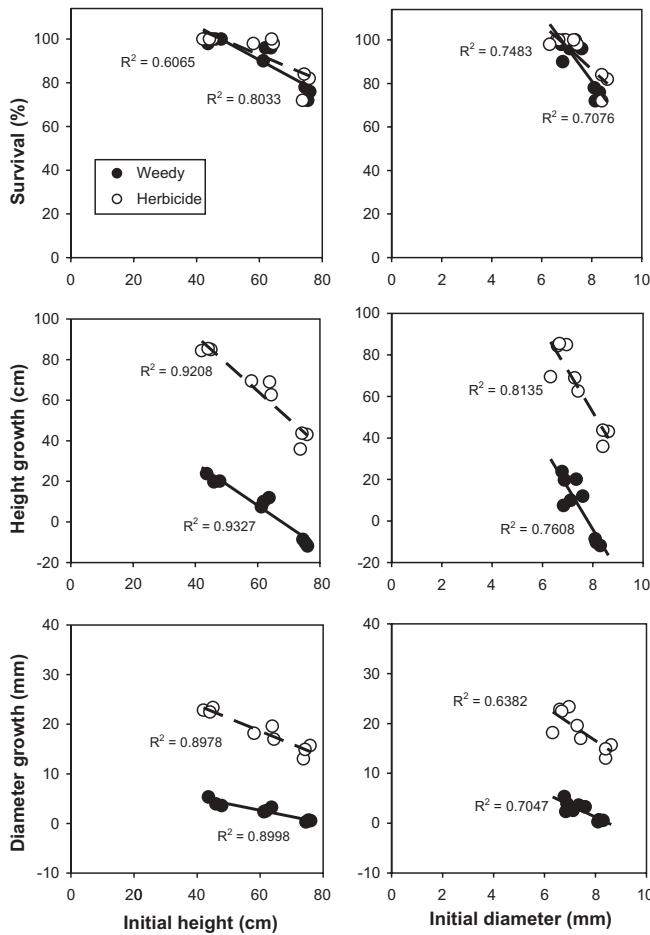 Survival (%)
100
80
60
40
20
0
R² = 0.6065
R² = 0.8033
Weedy
Herbicide
0 20 40 60 80
100
80
60
40
20
0
R² = 0.7483
R² = 0.7076
0 2 4 6 8 10
Height growth (cm)
100
80
60
40
20
0
-20
R² = 0.9208
R² = 0.9327
0 20 40 60 80
100
80
60
40
20
0
-20
R² = 0.8135
R² = 0.7608
0 2 4 6 8 10
Diameter growth (mm)
40
30
20
10
0
-10
R² = 0.8978
R² = 0.8998
0 20 40 60 80
Initial height (cm)
40
30
20
10
0
-10
R² = 0.6382
R² = 0.7047
0 2 4 6 8 10
Initial diameter (mm)